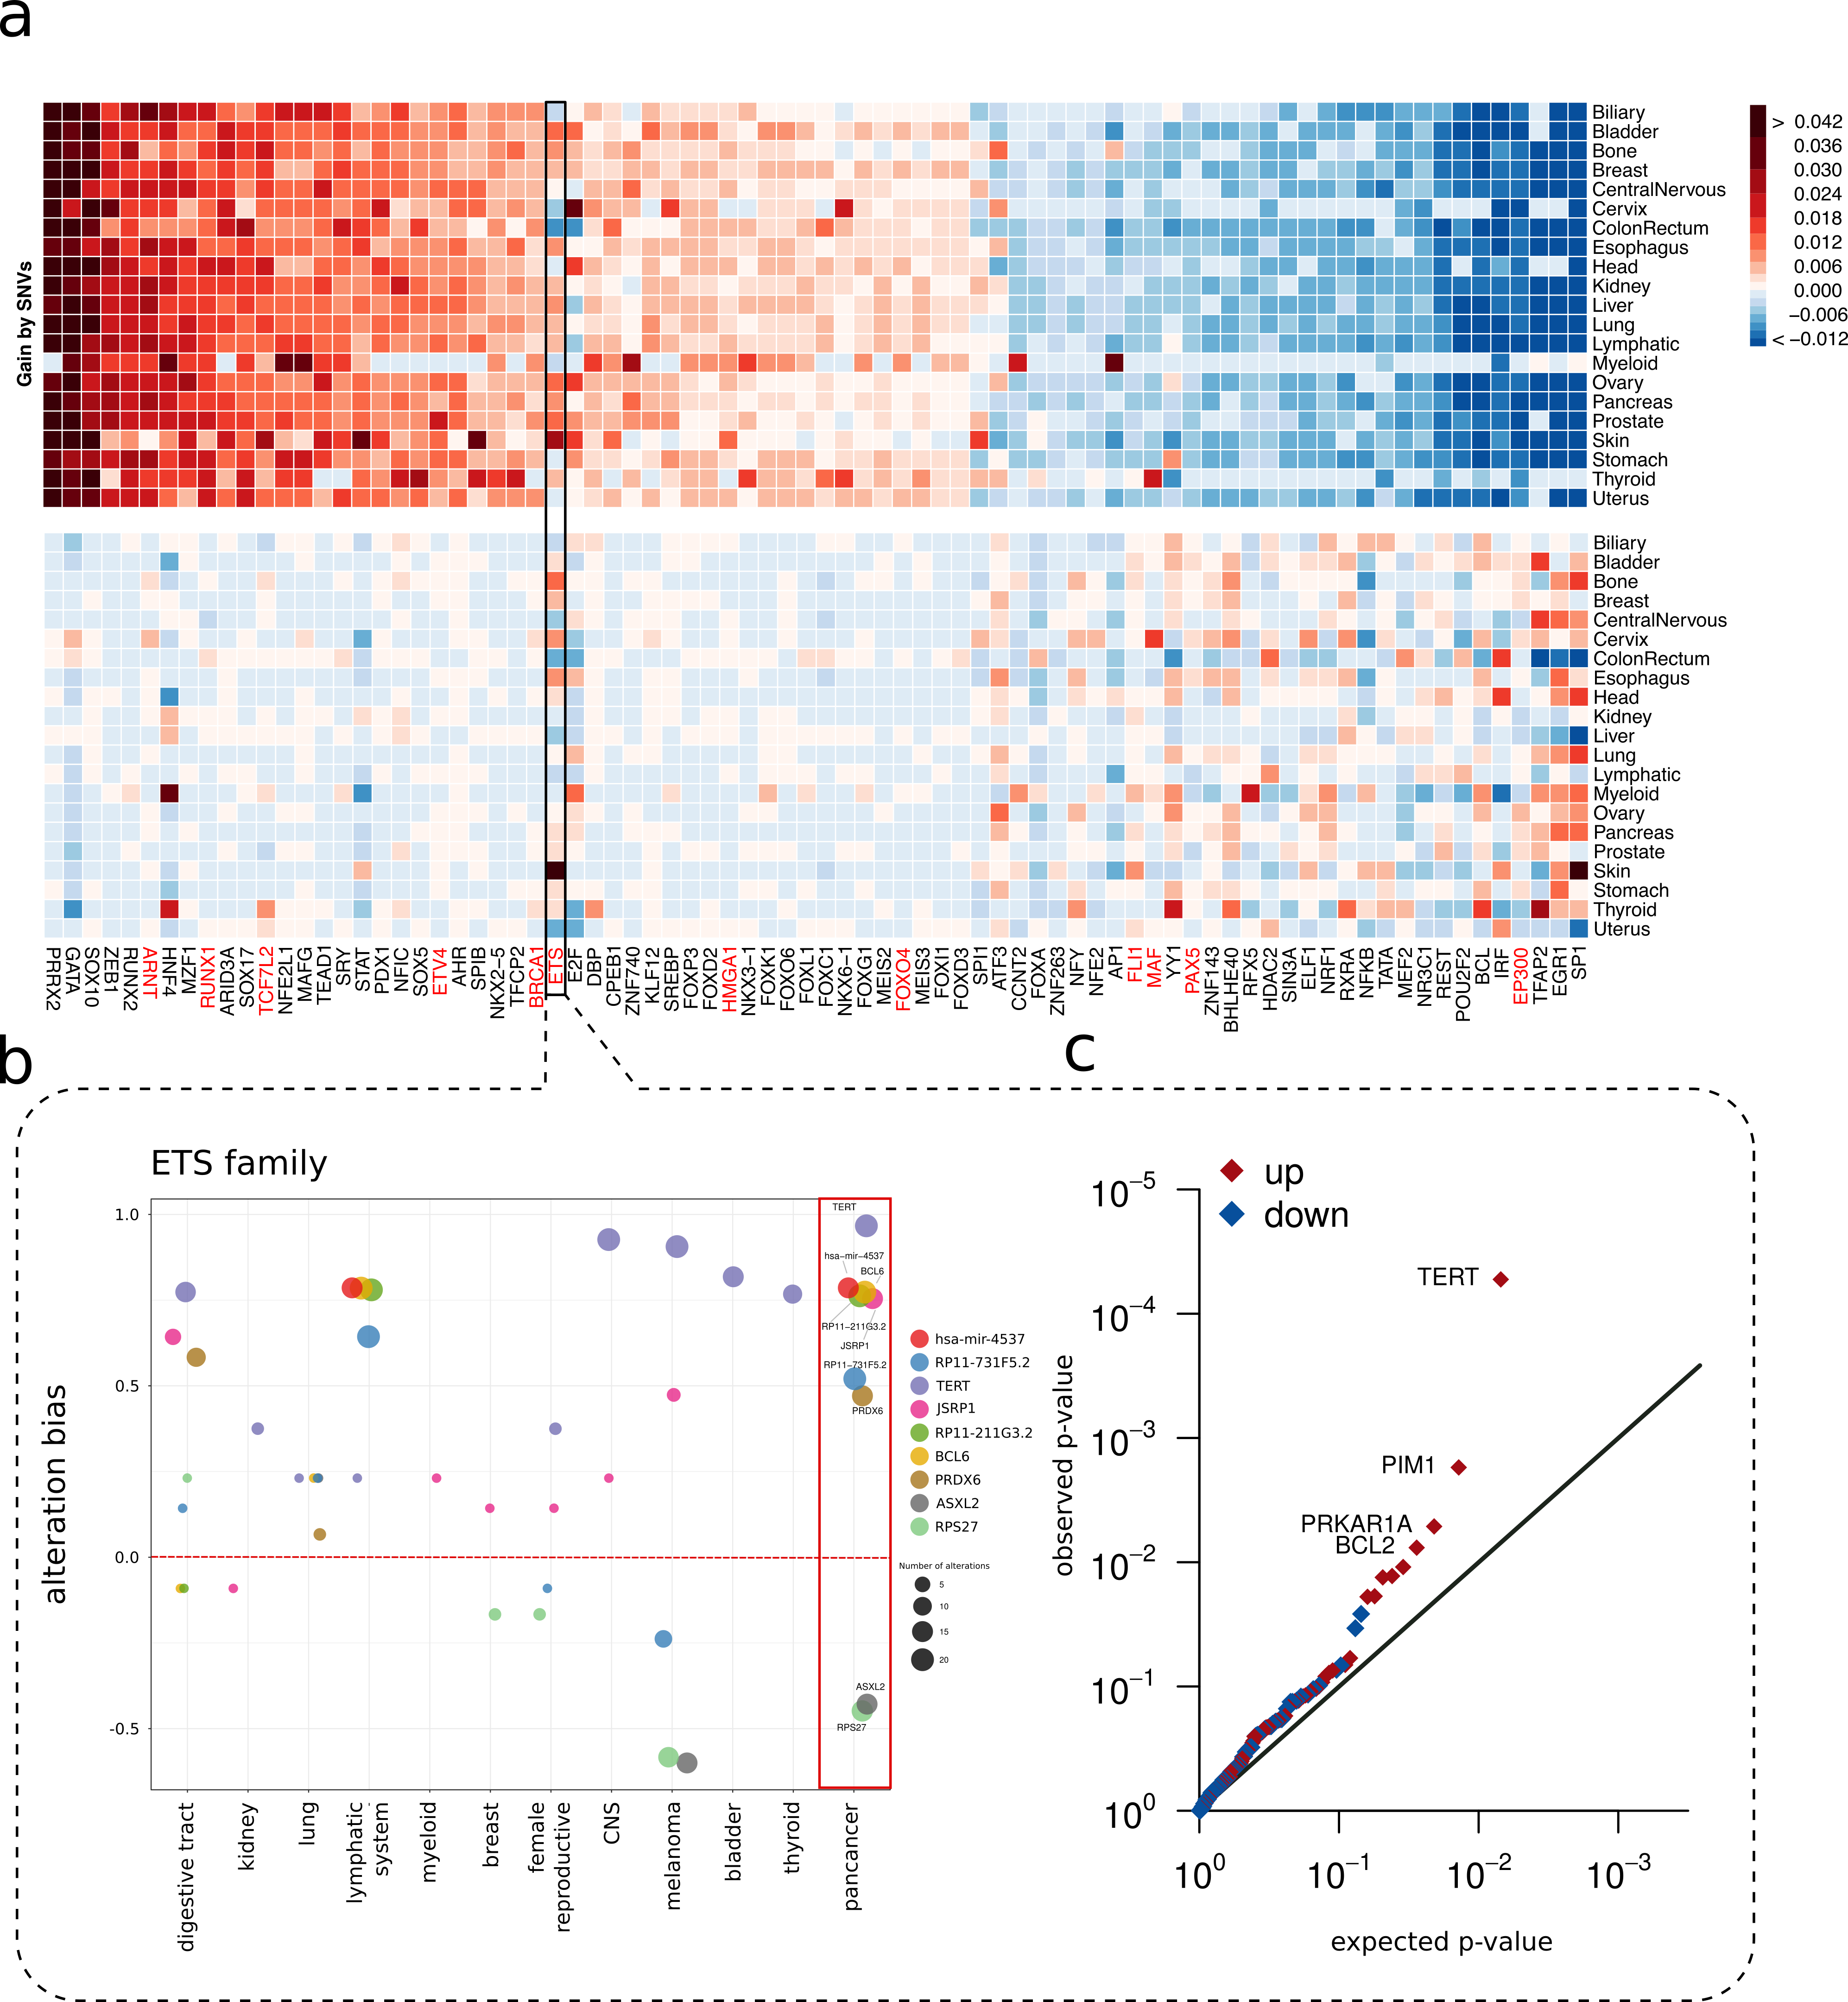 a
Gain by SNVs
Biliary
Bladder
Bone
Breast
CentralNervous
Cervix
ColonRectum
Esophagus
Head
Kidney
Liver
Lung
Lymphatic
Myeloid
Ovary
Pancreas
Prostate
Skin
Stomach
Thyroid
Uterus
> 0.042
0.036
0.030
0.024
0.018
0.012
0.006
0.000
−0.006
< −0.012
Biliary
Bladder
Bone
Breast
CentralNervous
Cervix
ColonRectum
Esophagus
Head
Kidney
Liver
Lung
Lymphatic
Myeloid
Ovary
Pancreas
Prostate
Skin
Stomach
Thyroid
Uterus
PRRX2
GATA
SOX10
ZEB1
RUNX2
ARNT
HNF4
MZF1
RUNX1
ARID3A
SOX17
TCF7L2
NFE2L1
MAFG
TEAD1
SRY
STAT
PDX1
NFIC
SOX5
ETV4
AHR
SPIB
NKX2−5
TFCP2
BRCA1
ETS
E2F
DBP
CPEB1
ZNF740
KLF12
SREBP
FOXP3
FOXD2
HMGA1
NKX3−1
FOXK1
FOXO6
FOXL1
FOXC1
NKX6−1
FOXG1
MEIS2
FOXO4
MEIS3
FOXI1
FOXD3
SPI1
ATF3
CCNT2
FOXA
ZNF263
NFY
NFE2
AP1
FLI1
MAF
YY1
PAX5
ZNF143
BHLHE40
RFX5
HDAC2
SIN3A
ELF1
NRF1
RXRA
NFKB
TATA
MEF2
NR3C1
REST
POU2F2
BCL
IRF
EP300
TFAP2
EGR1
SP1
b
ETS family
alteration bias
1.0
0.5
0.0
-0.5
TERT
hsa−mir−4537
BCL6
RP11−211G3.2
JSRP1
RP11−731F5.2
PRDX6
ASXL2
RPS27
digestive tract
kidney
lung
lymphatic
system
myeloid
breast
female
reproductive
CNS
melanoma
bladder
thyroid
pancancer
hsa-mir-4537
RP11-731F5.2
TERT
JSRP1
RP11-211G3.2
BCL6
PRDX6
ASXL2
RPS27
Number of alterations
5
10
15
20
c
up
down
observed p-value
10−5
10−4
10−3
10−2
10−1
100
TERT
PIM1
PRKAR1A
BCL2
100
10−1
10−2
10−3
expected p-value